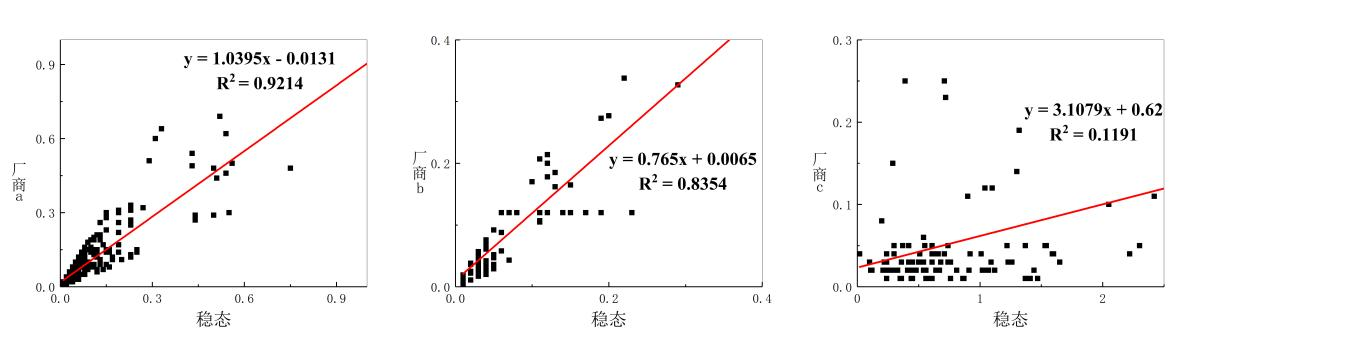 y = 1.0395x - 0.0131
R² = 0.9214
0.9
0.6
0.3
0.0
厂商a
0.0 0.3 0.6 0.9
稳态
y = 0.765x + 0.0065
R² = 0.8354
0.4
0.2
0.0
厂商b
0.0 0.2 0.4
稳态
y = 3.1079x + 0.62
R² = 0.1191
0.3
0.2
0.1
0.0
厂商c
0 1 2
稳态